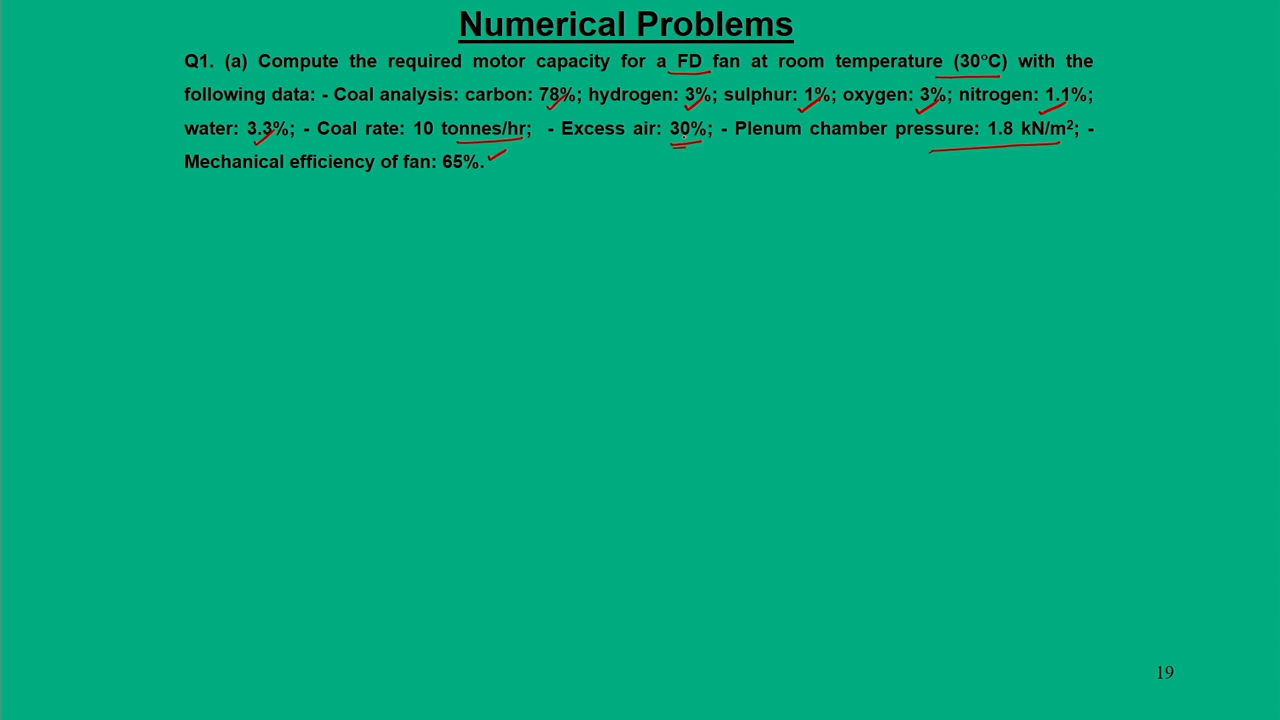 Numerical Problems
Q1. (a) Compute the required motor capacity for a FD fan at room temperature (30°C) with the
following data: - Coal analysis: carbon: 78%; hydrogen: 3%; sulphur: 1%; oxygen: 3%; nitrogen: 1.1%;
water: 3.3%; - Coal rate: 10 tonnes/hr; - Excess air: 30%; - Plenum chamber pressure: 1.8 kN/m²; -
Mechanical efficiency of fan: 65%.
19